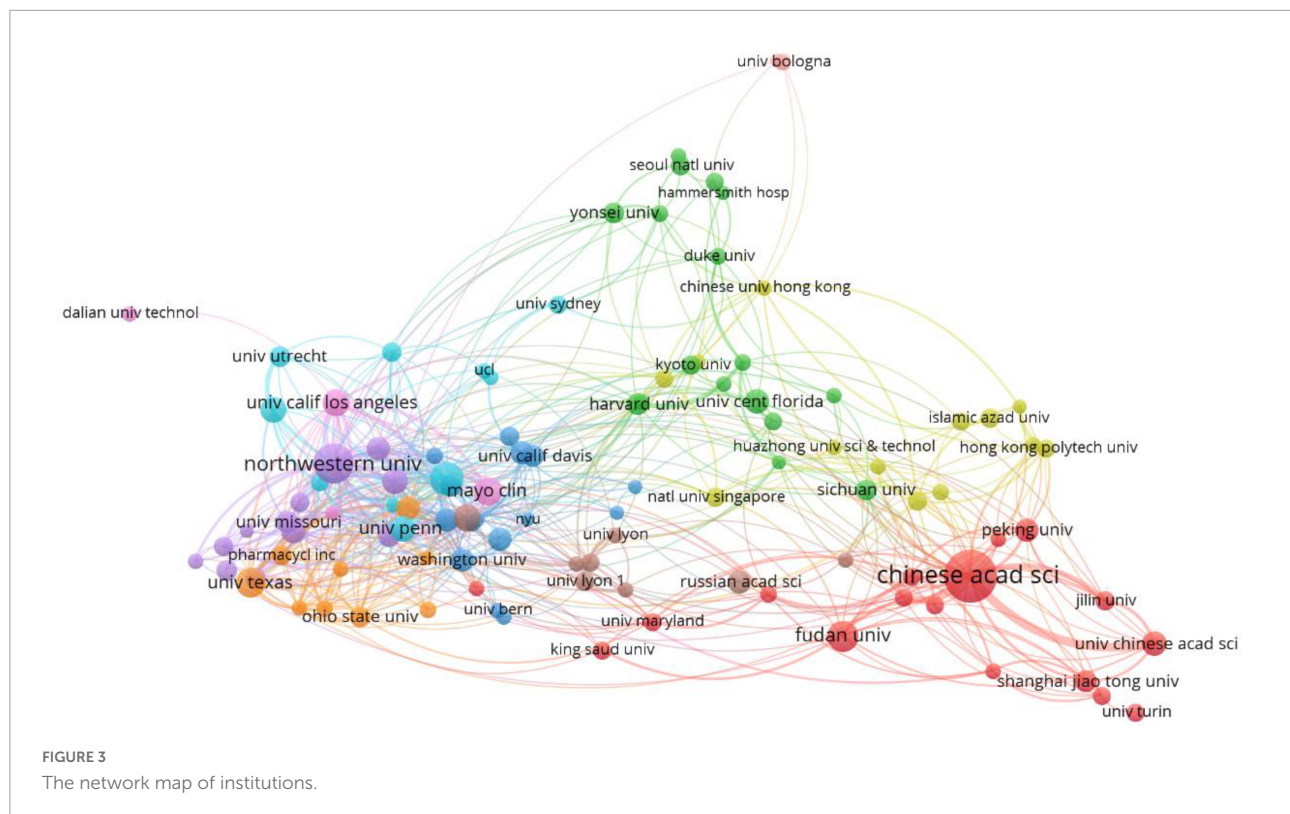 univ bologna
seoul natl univ
hammersmith hosp
yonsei univ
duke univ
chinese univ hong kong
univ sydney
dalian univ technol
univ utrecht
kyoto univ
ucl
univ calif los angeles
harvard univ
univ cent florida
islamic azad univ
huazhong univ sci & technol
hong kong polytech univ
univ calif davis
northwestern univ
mayo clin
natl univ singapore
sichuan univ
univ missouri
univ penn
nyu
univ lyon
peking univ
pharmacycl inc
washington univ
univ texas
univ lyon 1
russian acad sci
chinese acad sci
jilin univ
ohio state univ
univ bern
univ maryland
fudan univ
univ chinese acad sci
king saud univ
shanghai jiao tong univ
univ turin
FIGURE 3
The network map of institutions.